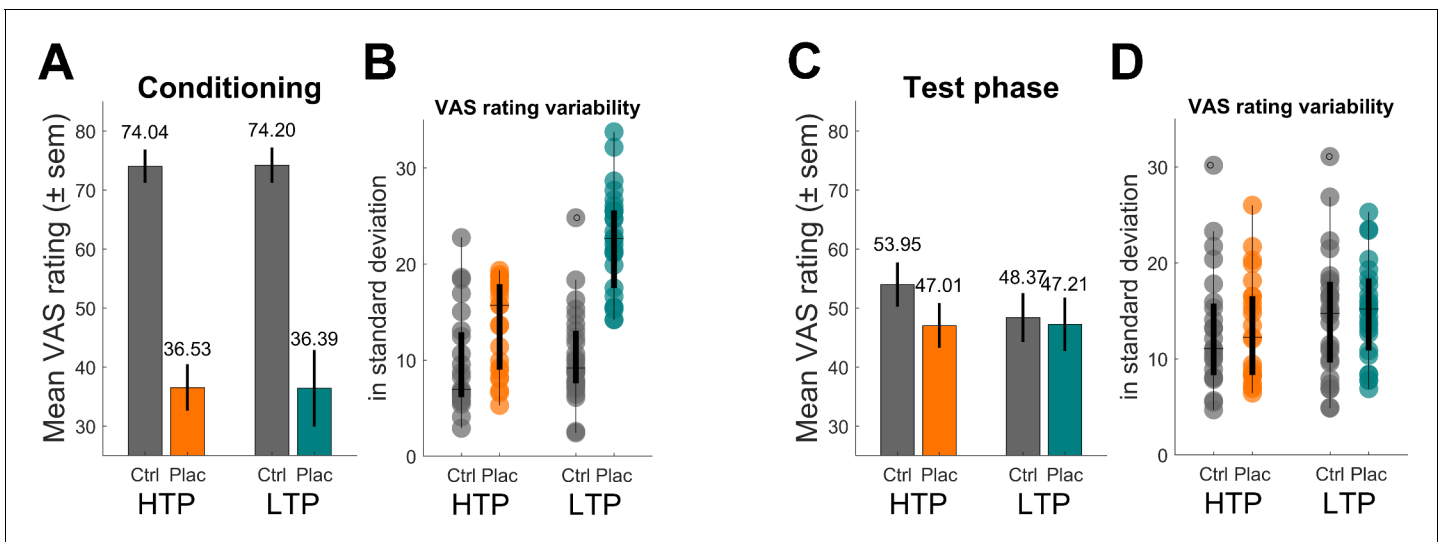 A
Conditioning
Mean VAS rating (± sem)
80
70
60
50
40
30
74.04
36.53
74.20
36.39
Ctrl Plac
Ctrl Plac
HTP
LTP
B
VAS rating variability
in standard deviation
30
20
10
0
Ctrl Plac
Ctrl Plac
HTP
LTP
C
Test phase
Mean VAS rating (± sem)
80
70
60
50
40
30
53.95
47.01
48.37
47.21
Ctrl Plac
Ctrl Plac
HTP
LTP
D
VAS rating variability
in standard deviation
30
20
10
0
Ctrl Plac
Ctrl Plac
HTP
LTP